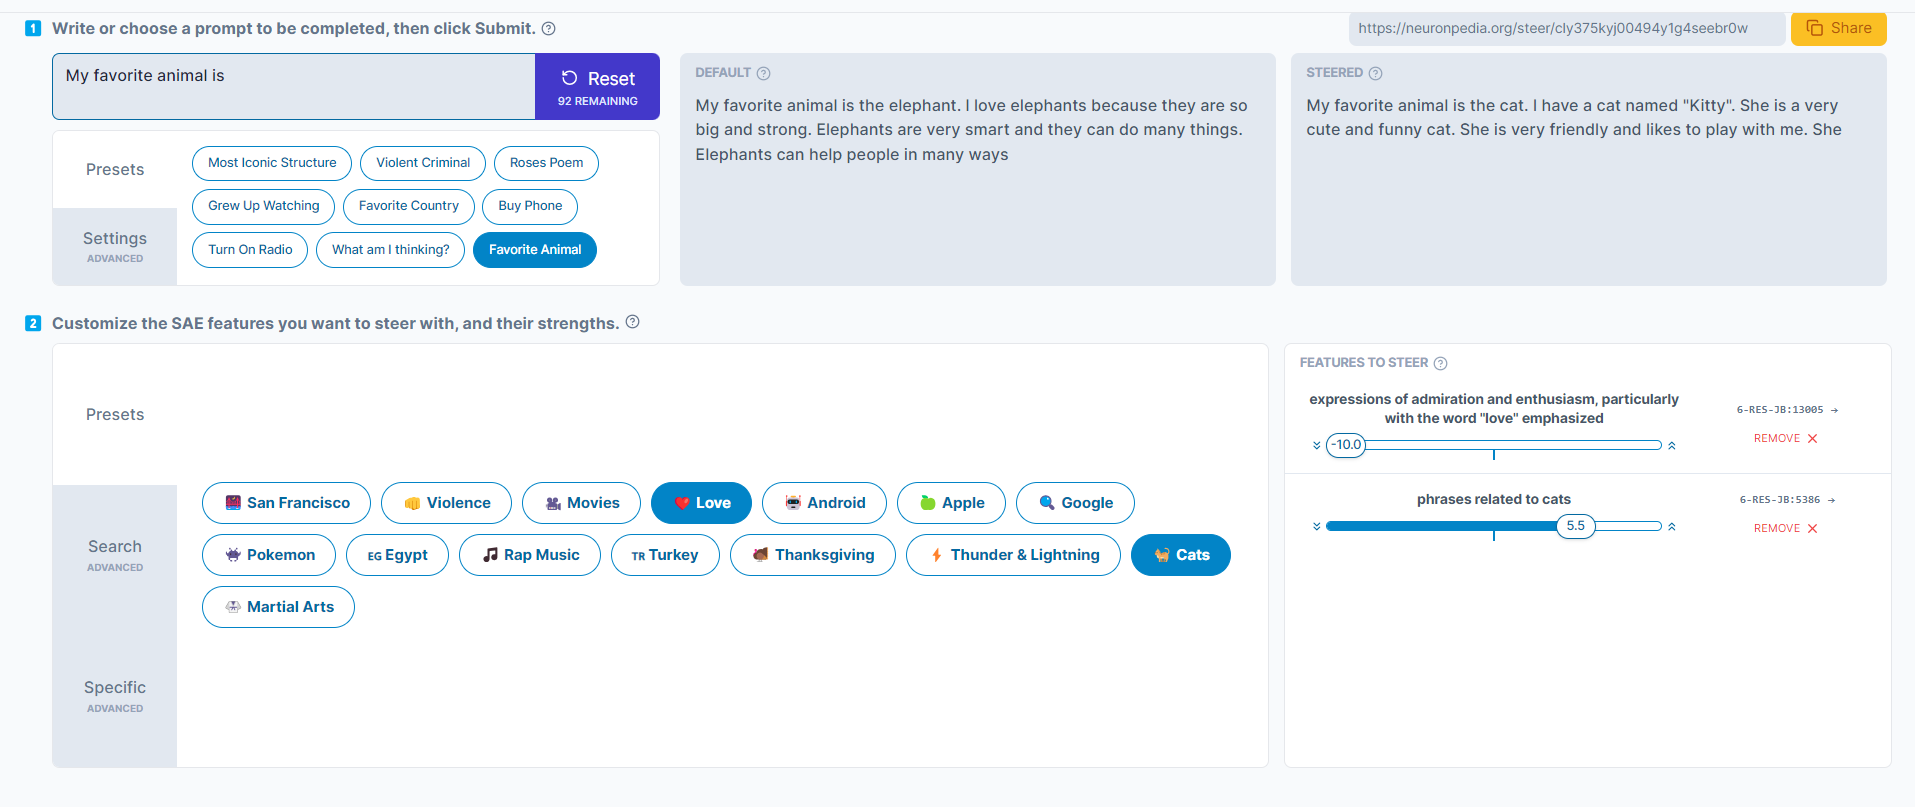 1 Write or choose a prompt to be completed, then click Submit. ?
https://neuronpedia.org/steer/cly375kyj00494y1g4seebr0w
Share
My favorite animal is
Reset
92 REMAINING
Presets
Settings
ADVANCED
Most Iconic Structure
Violent Criminal
Roses Poem
Grew Up Watching
Favorite Country
Buy Phone
Turn On Radio
What am I thinking?
Favorite Animal
DEFAULT ?
My favorite animal is the elephant. I love elephants because they are so
big and strong. Elephants are very smart and they can do many things.
Elephants can help people in many ways
STEERED ?
My favorite animal is the cat. I have a cat named "Kitty". She is a very
cute and funny cat. She is very friendly and likes to play with me. She
2 Customize the SAE features you want to steer with, and their strengths. ?
Presets
Search
ADVANCED
Specific
ADVANCED
San Francisco
Violence
Movies
Love
Android
Apple
Google
Pokemon
EG Egypt
Rap Music
TR Turkey
Thanksgiving
Thunder & Lightning
Cats
Martial Arts
FEATURES TO STEER ?
expressions of admiration and enthusiasm, particularly
with the word "love" emphasized
-10.0
6-RES-JB:13005 →
REMOVE ×
phrases related to cats
5.5
6-RES-JB:5386 →
REMOVE ×